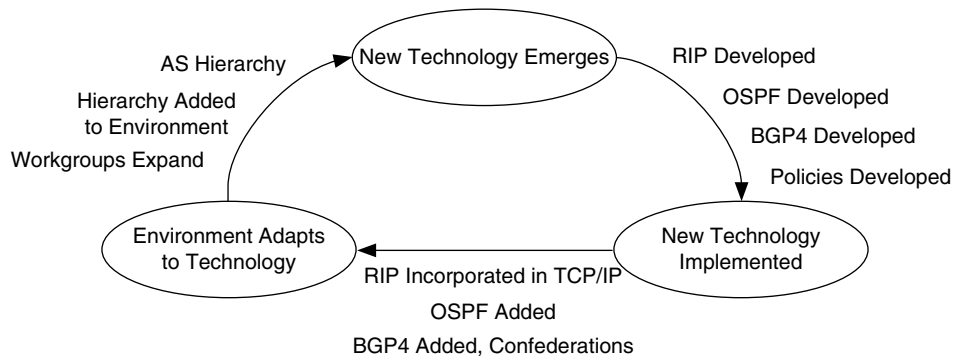 New Technology Emerges
RIP Developed
OSPF Developed
BGP4 Developed
Policies Developed
New Technology
Implemented
RIP Incorporated in TCP/IP
OSPF Added
BGP4 Added, Confederations
Environment Adapts
to Technology
Workgroups Expand
Hierarchy Added
to Environment
AS Hierarchy